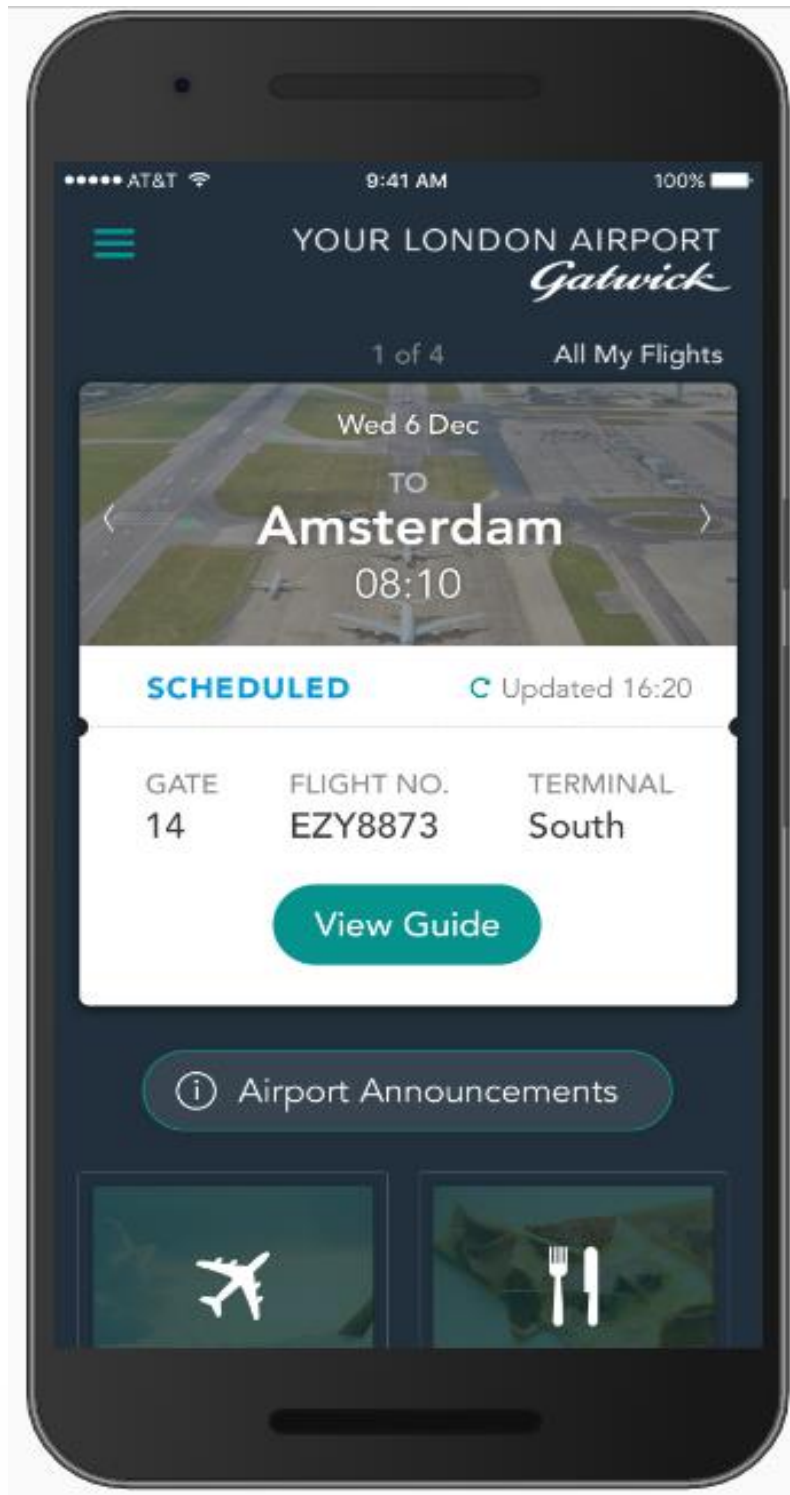 AT&T 9:41 AM 100%
YOUR LONDON AIRPORT
Gatwick
1 of 4 All My Flights
Wed 6 Dec
TO
Amsterdam
08:10
SCHEDULED Updated 16:20
GATE FLIGHT NO. TERMINAL
14 EZY8873 South
View Guide
Airport Announcements